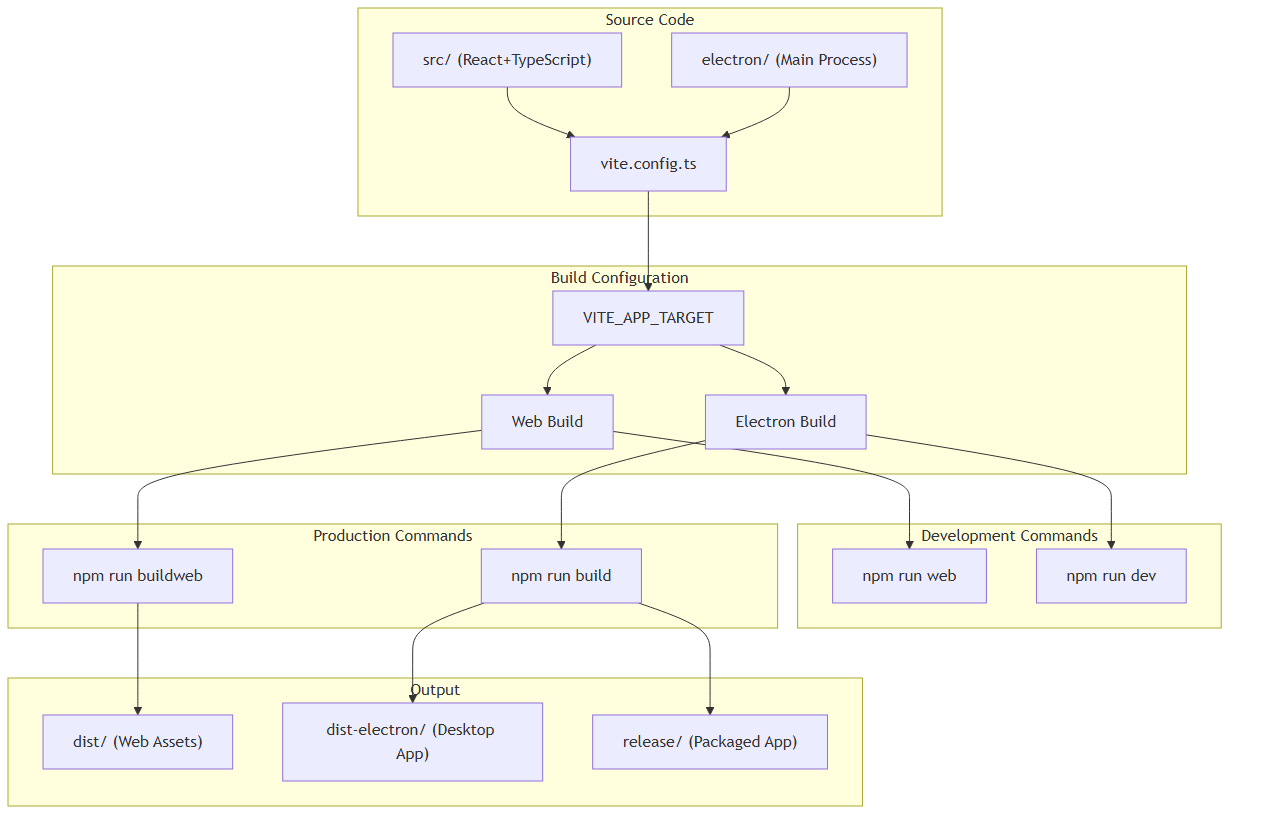 Source Code
src/ (React+TypeScript)
electron/ (Main Process)
vite.config.ts
Build Configuration
VITE_APP_TARGET
Web Build
Electron Build
Production Commands
Development Commands
npm run buildweb
npm run build
npm run web
npm run dev
Output
dist/ (Web Assets)
dist-electron/ (Desktop
App)
release/ (Packaged App)